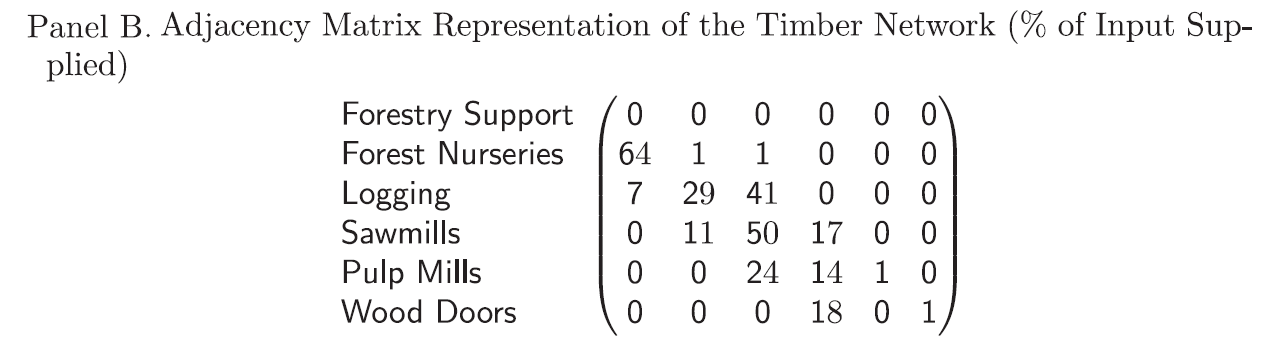 Panel B. Adjacency Matrix Representation of the Timber Network (% of Input Sup-
plied)
Forestry Support 0 0 0 0 0 0
Forest Nurseries 64 1 1 0 0 0
Logging 7 29 41 0 0 0
Sawmills 0 11 50 17 0 0
Pulp Mills 0 0 24 14 1 0
Wood Doors 0 0 0 18 0 1